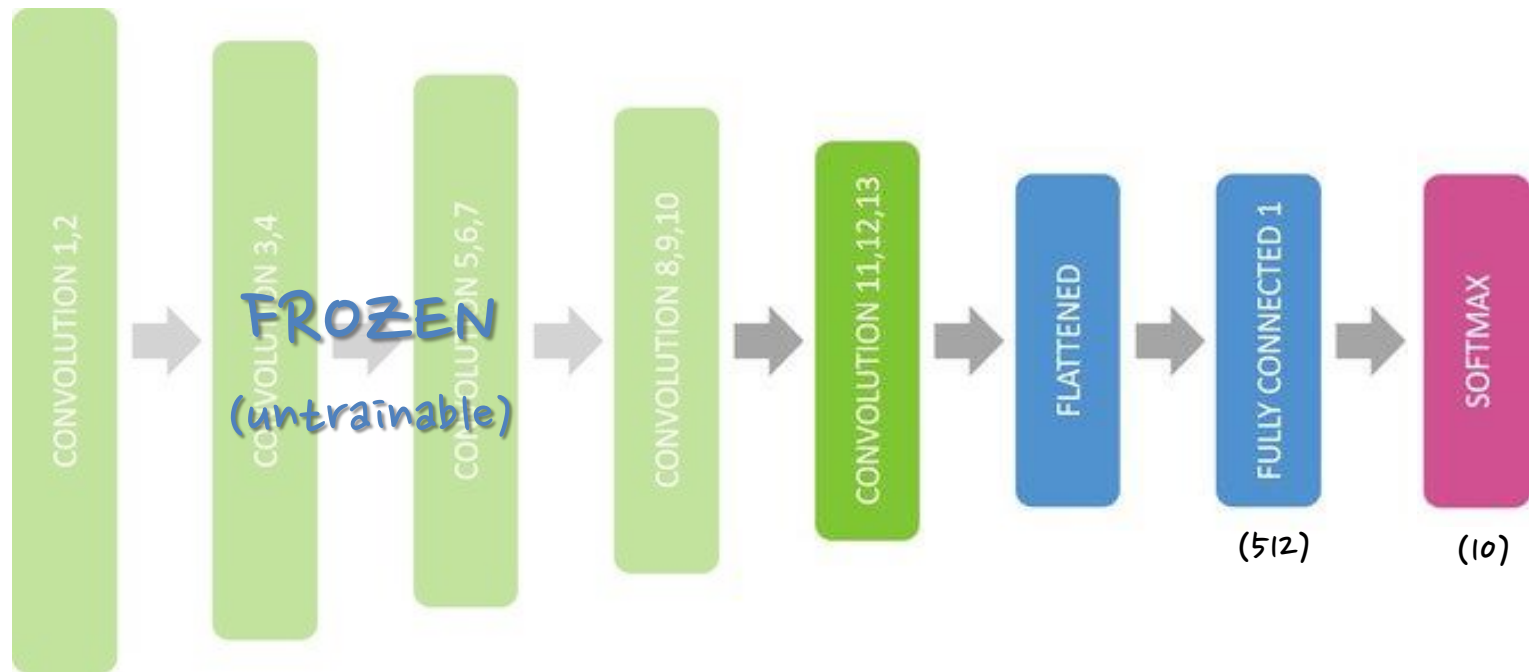 CONVOLUTION 1,2
CONVOLUTION 3,4
FROZEN
(untrainable)
CONVOLUTION 5,6,7
CONVOLUTION 8,9,10
CONVOLUTION 11,12,13
FLATTENED
FULLY CONNECTED 1
(512)
SOFTMAX
(10)